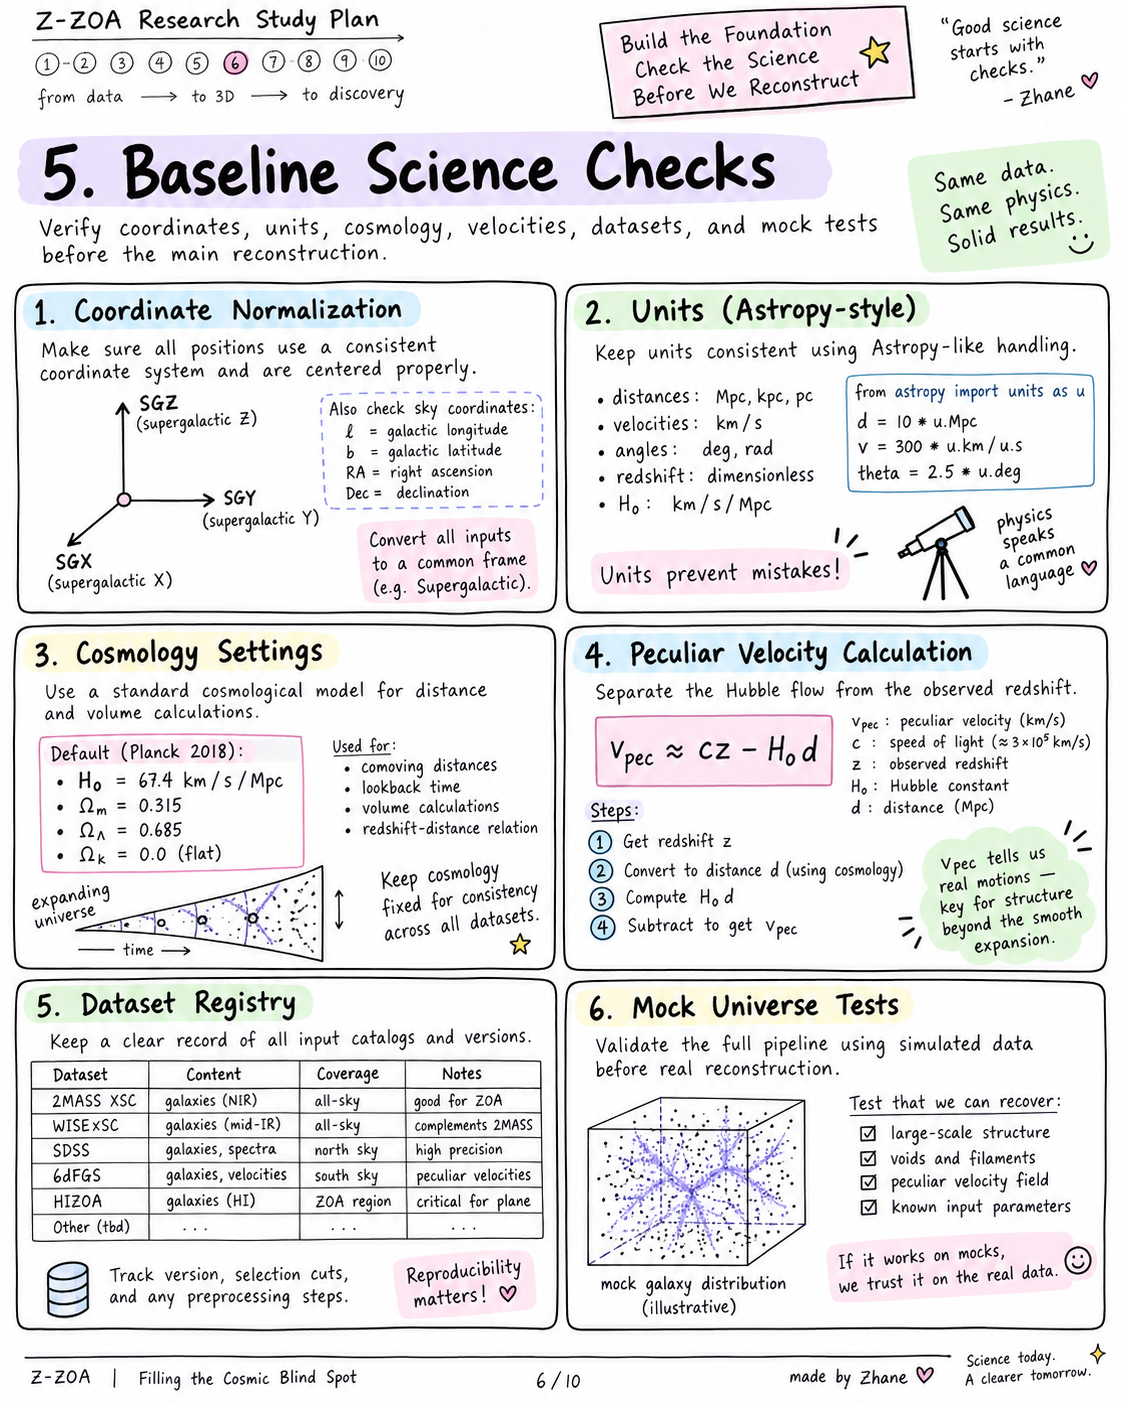 Z-ZOA Research Study Plan
1 - 2 3 4 5 6 7 - 8 9 10
from data → to 3D → to discovery
Build the Foundation
Check the Science
Before We Reconstruct
“Good science
starts with
checks.”
– Zhane
5. Baseline Science Checks
Verify coordinates, units, cosmology, velocities, datasets, and mock tests
before the main reconstruction.
Same data.
Same physics.
Solid results.
1. Coordinate Normalization
Make sure all positions use a consistent
coordinate system and are centered properly.
SGZ
(supergalactic Z)
SGY
(supergalactic Y)
SGX
(supergalactic X)
Also check sky coordinates:
ℓ = galactic longitude
b = galactic latitude
RA = right ascension
Dec = declination
Convert all inputs
to a common frame
(e.g. Supergalactic).
2. Units (Astropy-style)
Keep units consistent using Astropy-like handling.
• distances: Mpc, kpc, pc
• velocities: km/s
• angles: deg, rad
• redshift: dimensionless
• H₀: km/s/Mpc
from astropy import units as u
d = 10 * u.Mpc
v = 300 * u.km/u.s
theta = 2.5 * u.deg
Units prevent mistakes!
physics
speaks
a common
language
3. Cosmology Settings
Use a standard cosmological model for distance
and volume calculations.
Default (Planck 2018):
• H₀ = 67.4 km/s/Mpc
• Ωm = 0.315
• ΩΛ = 0.685
• Ωk = 0.0 (flat)
Used for:
• comoving distances
• lookback time
• volume calculations
• redshift-distance relation
expanding
universe
time →
Keep cosmology
fixed for consistency
across all datasets.
4. Peculiar Velocity Calculation
Separate the Hubble flow from the observed redshift.
Vpec ≈ cz – H₀d
Vpec : peculiar velocity (km/s)
c : speed of light (≈3×10⁵ km/s)
z : observed redshift
H₀ : Hubble constant
d : distance (Mpc)
Steps:
1 Get redshift z
2 Convert to distance d (using cosmology)
3 Compute H₀d
4 Subtract to get Vpec
Vpec tells us
real motions —
key for structure
beyond the smooth
expansion.
5. Dataset Registry
Keep a clear record of all input catalogs and versions.
Dataset Content Coverage Notes
2MASS XSC galaxies (NIR) all-sky good for ZOA
WISExSC galaxies (mid-IR) all-sky complements 2MASS
SDSS galaxies, spectra north sky high precision
6dFGS galaxies, velocities south sky peculiar velocities
HIZOA galaxies (HI) ZOA region critical for plane
Other (tbd) ... ... ...
Track version, selection cuts,
and any preprocessing steps.
Reproducibility
matters!
6. Mock Universe Tests
Validate the full pipeline using simulated data
before real reconstruction.
mock galaxy distribution
(illustrative)
Test that we can recover:
☑ large-scale structure
☑ voids and filaments
☑ peculiar velocity field
☑ known input parameters
If it works on mocks,
we trust it on the real data.
Z-ZOA | Filling the Cosmic Blind Spot
6/10
made by Zhane
Science today.
A clearer tomorrow.